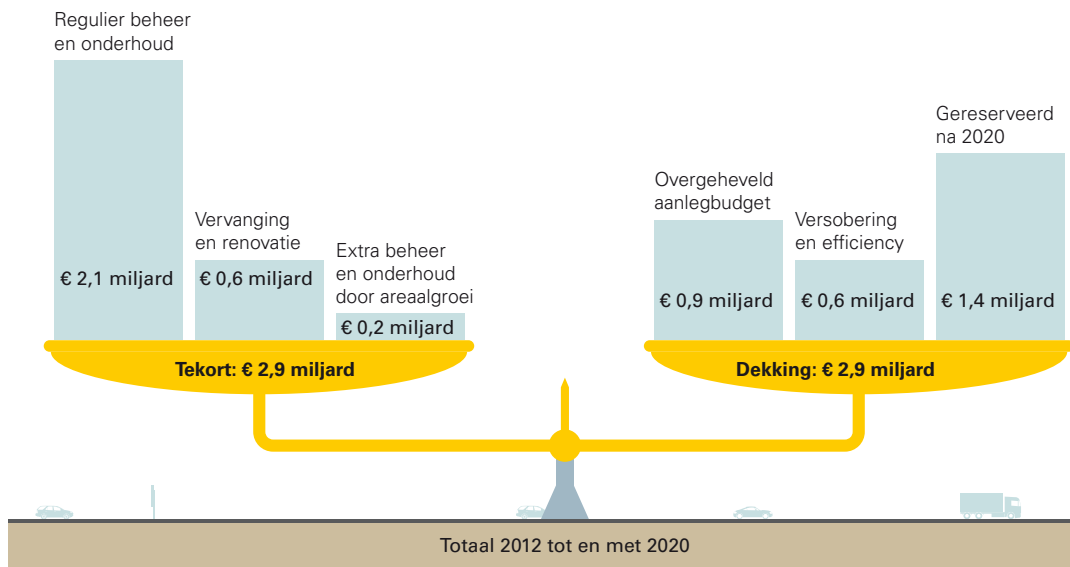 Regulier beheer
en onderhoud
€ 2,1 miljard
Vervanging
en renovatie
€ 0,6 miljard
Extra beheer
en onderhoud
door areaalgroei
€ 0,2 miljard
Tekort: € 2,9 miljard
Overgeheveld
aanlegbudget
€ 0,9 miljard
Versobering
en efficiency
€ 0,6 miljard
Gereserveerd
na 2020
€ 1,4 miljard
Dekking: € 2,9 miljard
Totaal 2012 tot en met 2020